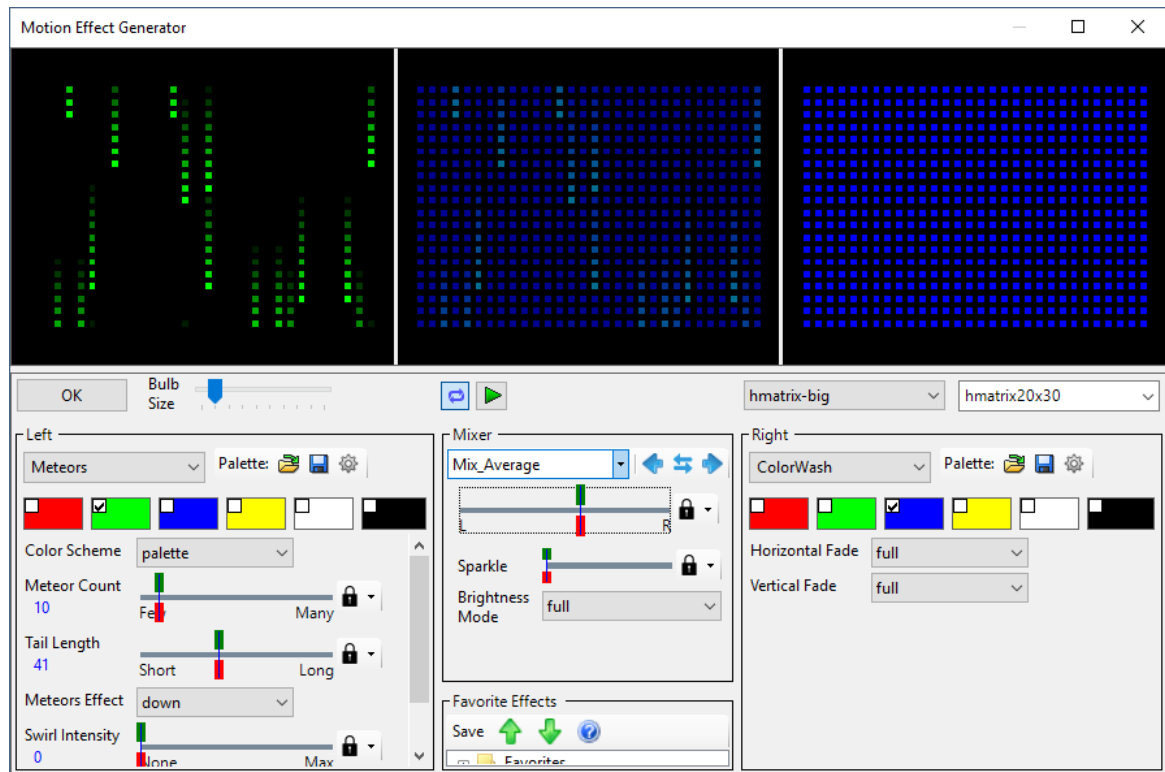 Motion Effect Generator
OK
Bulb
Size
hmatrix-big
hmatrix20x30
Left
Meteors
Palette:
Color Scheme
palette
Meteor Count
10
Few
Many
Tail Length
41
Short
Long
Meteors Effect
down
Swirl Intensity
0
None
Max
Mixer
Mix_Average
L
R
Sparkle
Brightness
Mode
full
Favorite Effects
Save
Favorites
Right
ColorWash
Palette:
Horizontal Fade
full
Vertical Fade
full